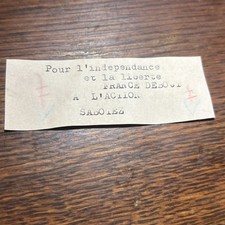 Pour l'independance
et la liberte
FRANCE DEBOUT
A L'ACTION
SABOTEZ